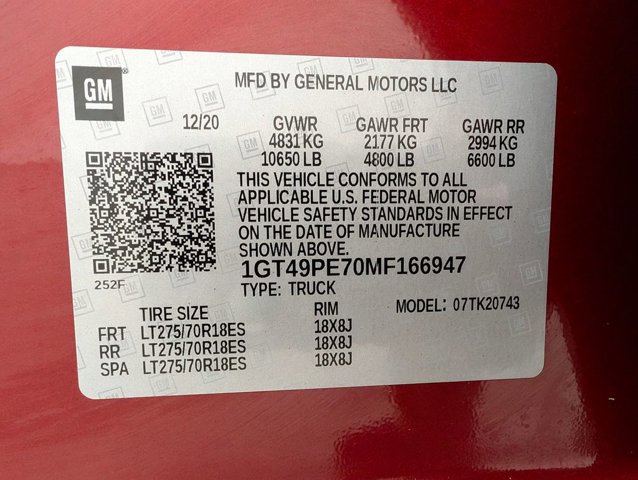 GM
MFD BY GENERAL MOTORS LLC
12/20 GVWR GAWR FRT GAWR RR
4831 KG 2177 KG 2994 KG
10650 LB 4800 LB 6600 LB
THIS VEHICLE CONFORMS TO ALL
APPLICABLE U.S. FEDERAL MOTOR
VEHICLE SAFETY STANDARDS IN EFFECT
ON THE DATE OF MANUFACTURE
SHOWN ABOVE.
1GT49PE70MF166947
252F
TYPE: TRUCK
MODEL: 07TK20743
TIRE SIZE RIM
FRT LT275/70R18ES 18X8J
RR LT275/70R18ES 18X8J
SPA LT275/70R18ES 18X8J